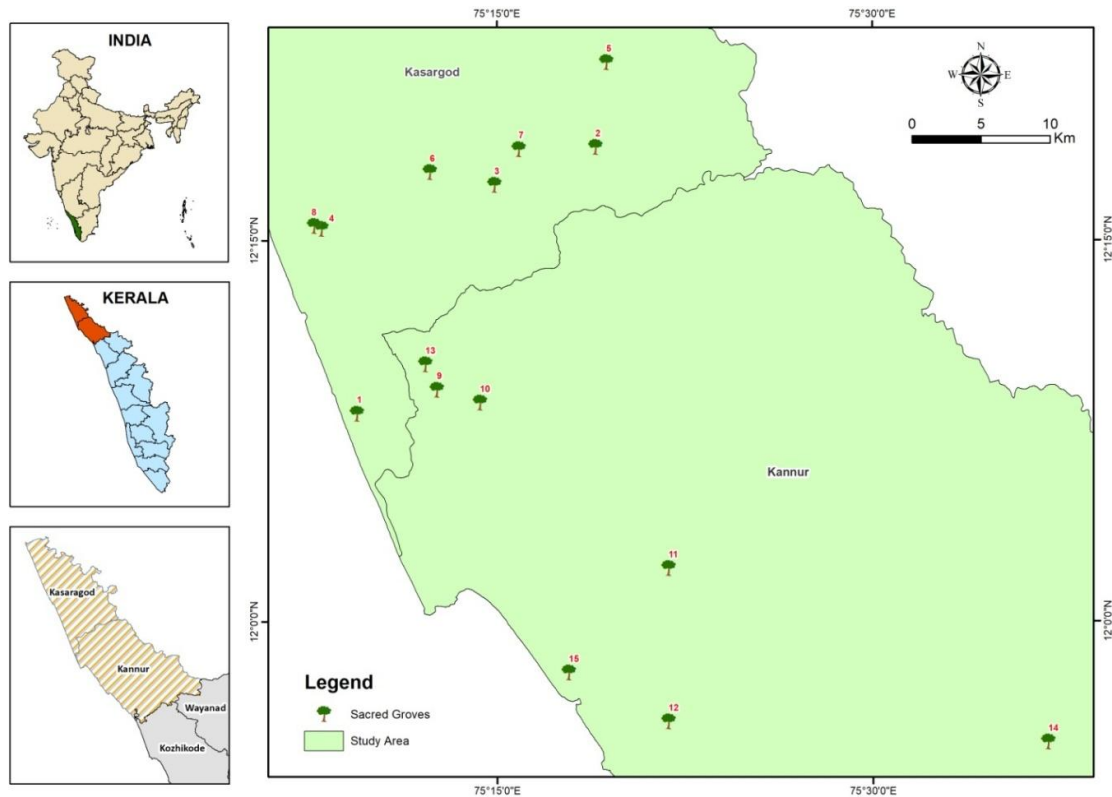 INDIA
KERALA
Kasaragod
Kannur
Wayanad
Kozhikode
75°15'0"E
75°30'0"E
5
Kasargod
N
W E
S
0 5 10
Km
7
2
6
3
8 4
12°15'0"N
12°15'0"N
13
9
10
1
Kannur
11
12°0'0"N
12°0'0"N
15
12
14
Legend
Sacred Groves
Study Area
75°15'0"E
75°30'0"E